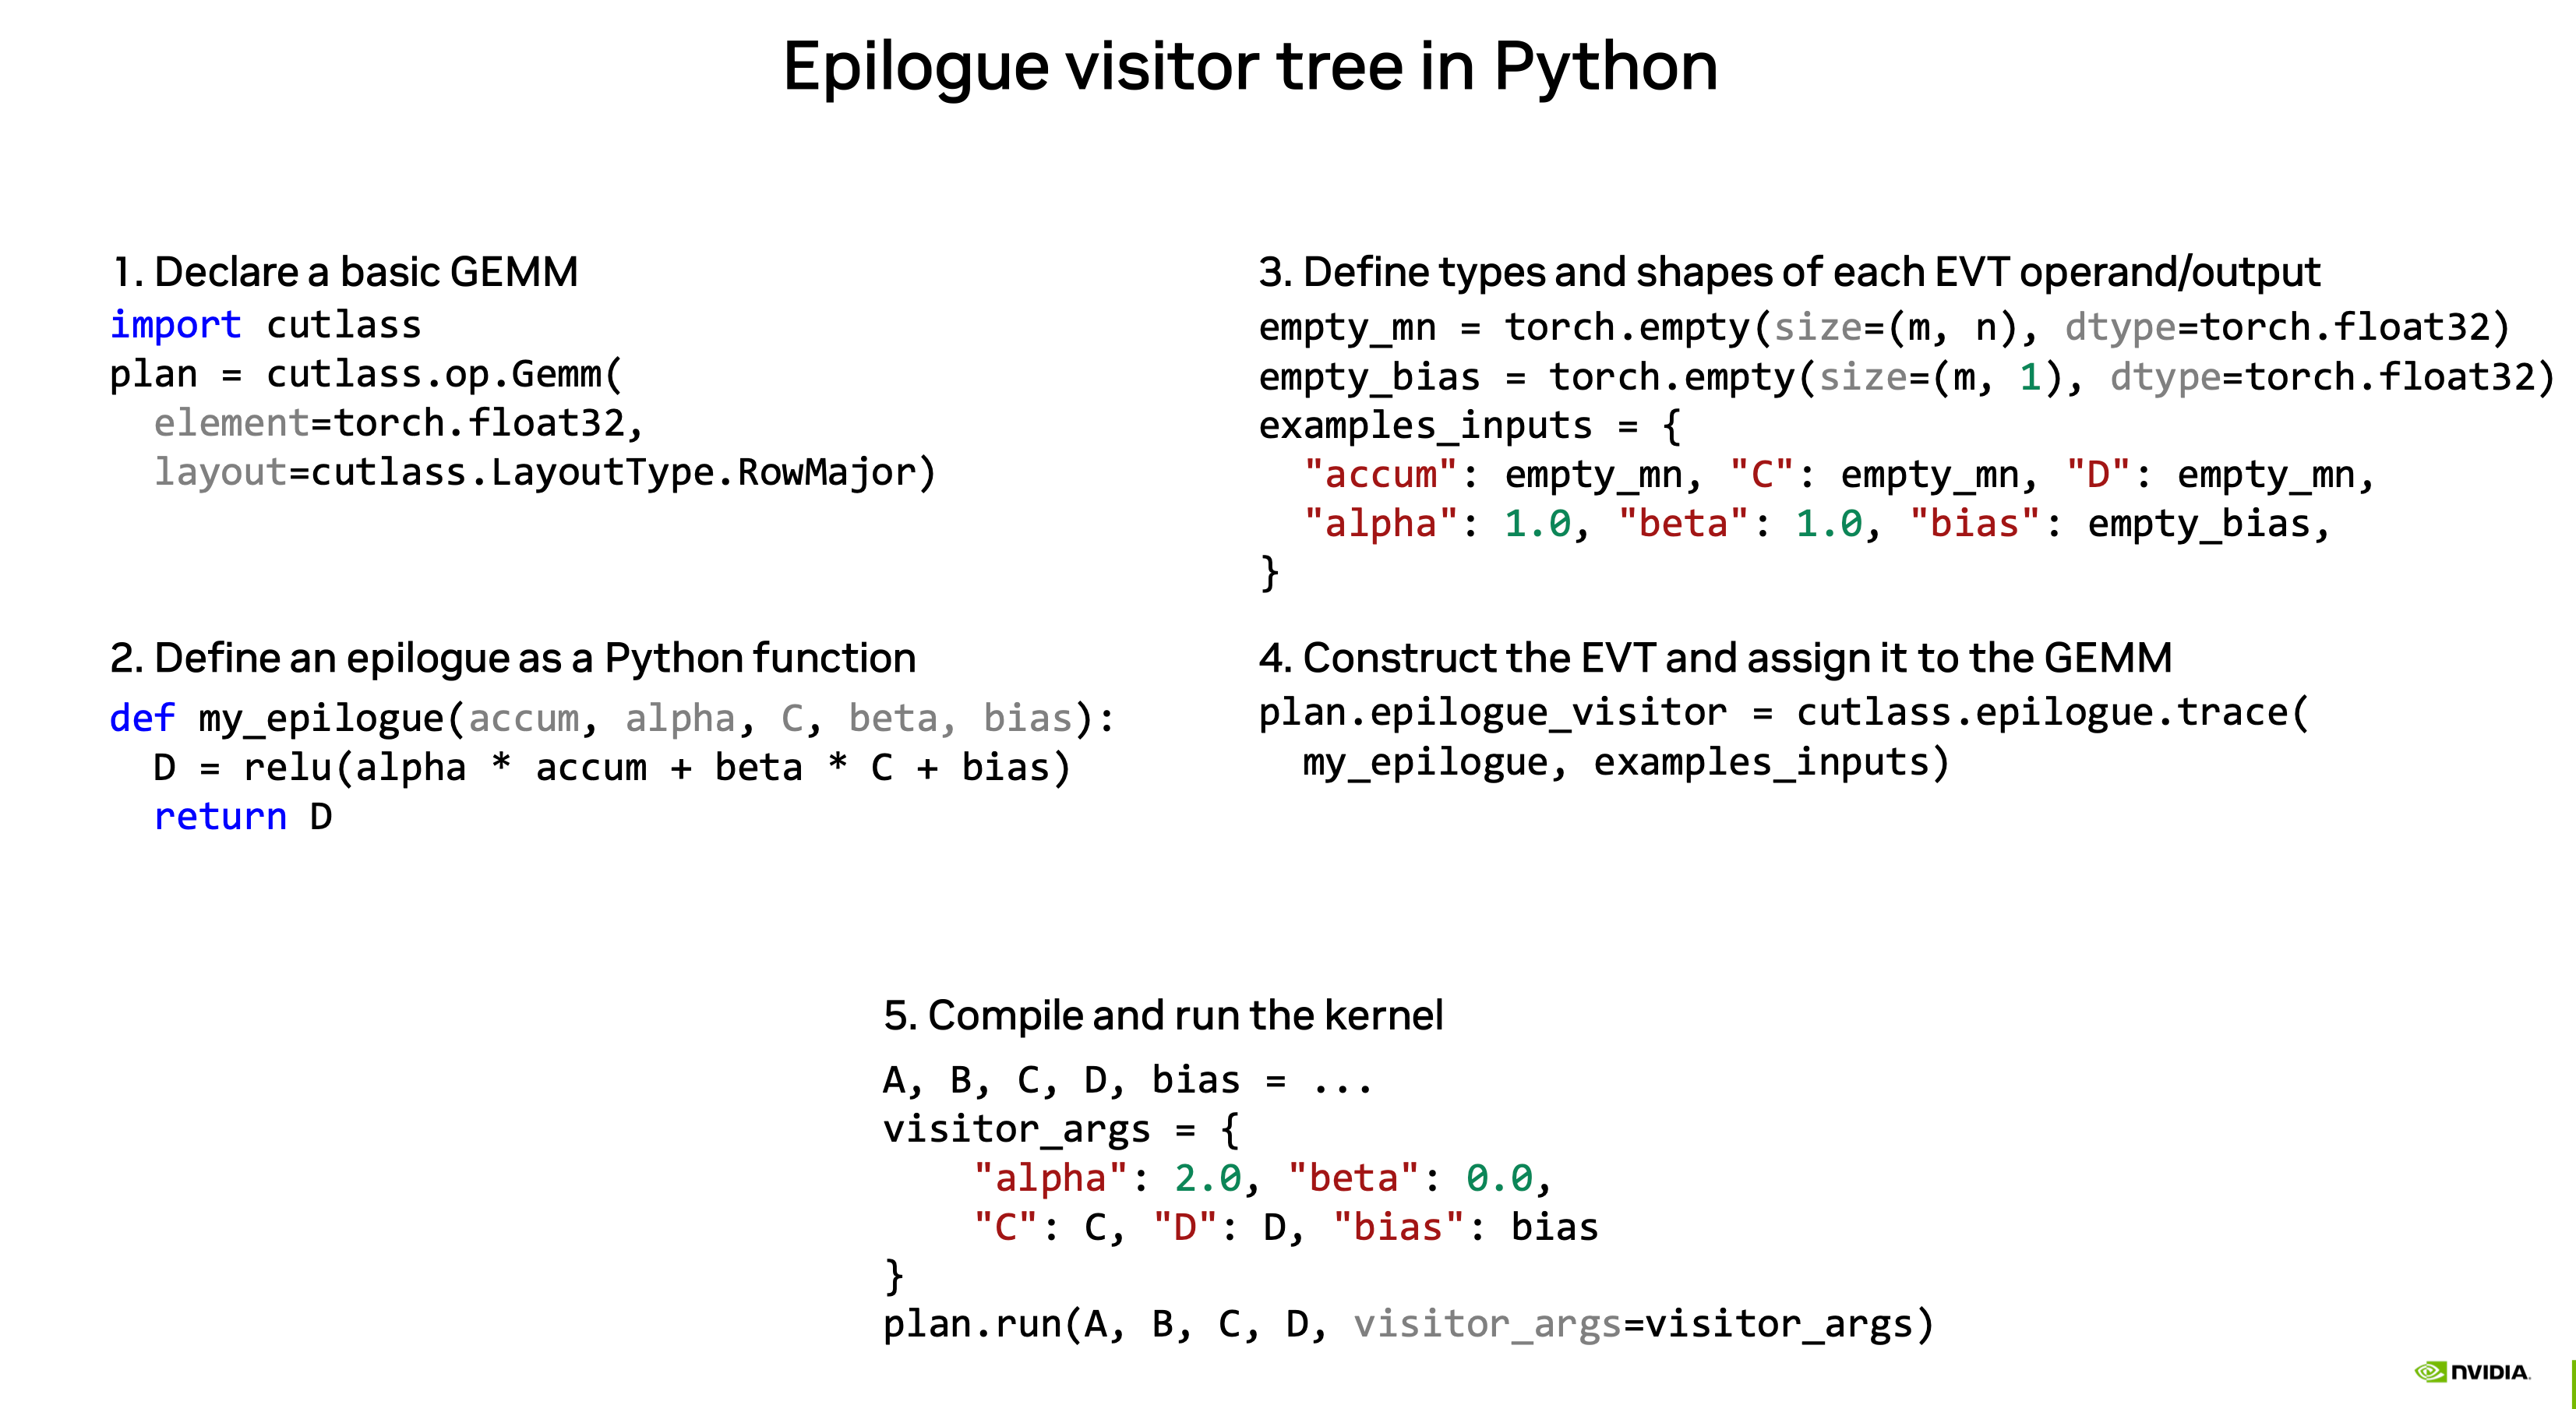 Epilogue visitor tree in Python
1. Declare a basic GEMM
import cutlass
plan = cutlass.op.Gemm(
  element=torch.float32,
  layout=cutlass.LayoutType.RowMajor)
2. Define an epilogue as a Python function
def my_epilogue(accum, alpha, C, beta, bias):
  D = relu(alpha * accum + beta * C + bias)
  return D
3. Define types and shapes of each EVT operand/output
empty_mn = torch.empty(size=(m, n), dtype=torch.float32)
empty_bias = torch.empty(size=(m, 1), dtype=torch.float32)
examples_inputs = {
  "accum": empty_mn, "C": empty_mn, "D": empty_mn,
  "alpha": 1.0, "beta": 1.0, "bias": empty_bias,
}
4. Construct the EVT and assign it to the GEMM
plan.epilogue_visitor = cutlass.epilogue.trace(
  my_epilogue, examples_inputs)
5. Compile and run the kernel
A, B, C, D, bias = ...
visitor_args = {
    "alpha": 2.0, "beta": 0.0,
    "C": C, "D": D, "bias": bias
}
plan.run(A, B, C, D, visitor_args=visitor_args)
NVIDIA.